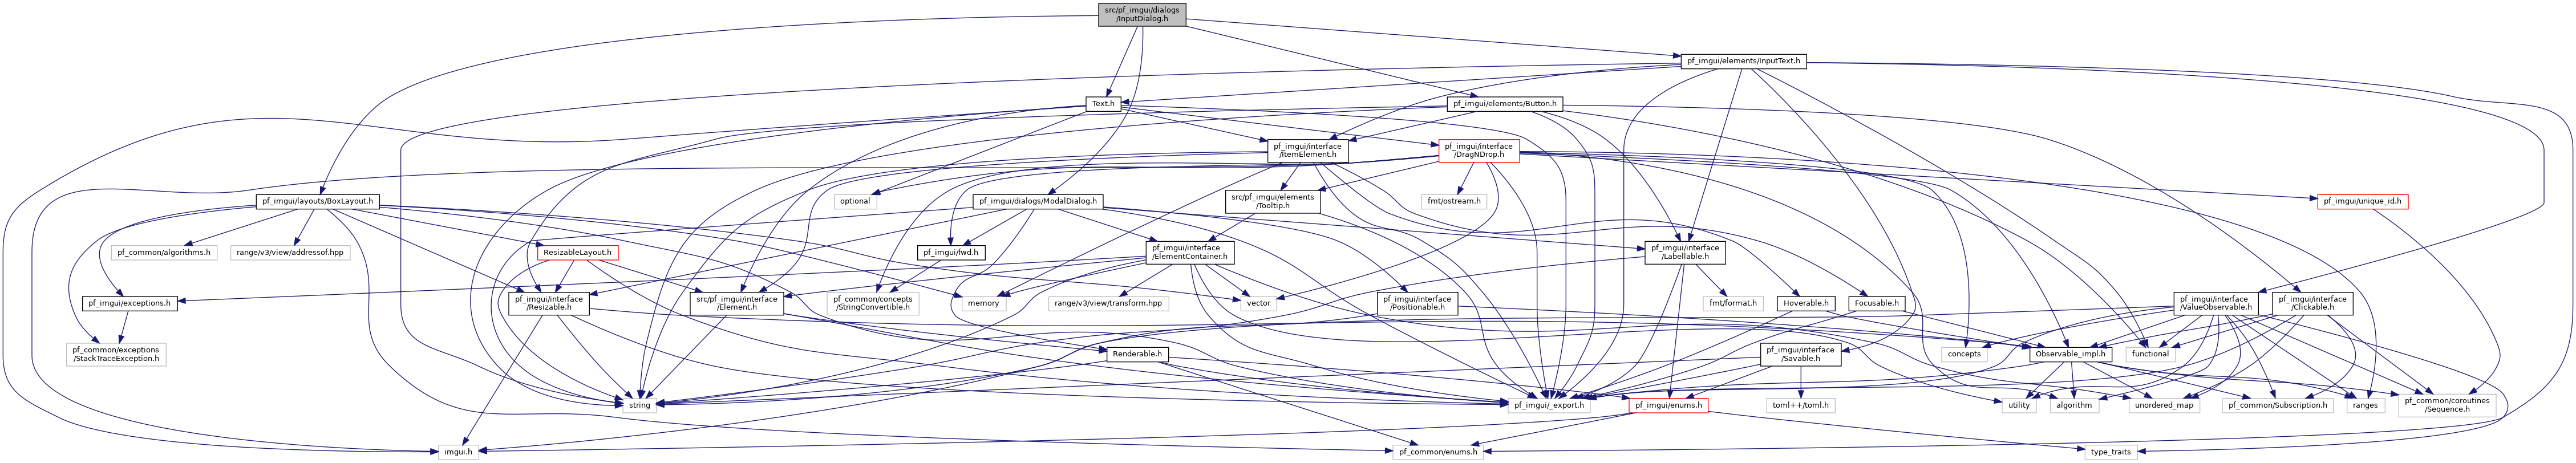 src/pf_imgui/dialogs
/InputDialog.h
pf_imgui/elements/InputText.h
Text.h
pf_imgui/elements/Button.h
pf_imgui/interface
/ItemElement.h
pf_imgui/interface
/DragNDrop.h
pf_imgui/layouts/BoxLayout.h
optional
pf_imgui/dialogs/ModalDialog.h
src/pf_imgui/elements
/Tooltip.h
fmt/ostream.h
pf_imgui/unique_id.h
pf_common/algorithms.h
range/v3/view/addressof.hpp
ResizableLayout.h
pf_imgui/fwd.h
pf_imgui/interface
/ElementContainer.h
pf_imgui/interface
/Labellable.h
pf_imgui/exceptions.h
pf_imgui/interface
/Resizable.h
src/pf_imgui/interface
/Element.h
pf_common/concepts
/StringConvertible.h
memory
range/v3/view/transform.hpp
vector
pf_imgui/interface
/Positionable.h
fmt/format.h
Hoverable.h
Focusable.h
pf_imgui/interface
/ValueObservable.h
pf_imgui/interface
/Clickable.h
pf_common/exceptions
/StackTraceException.h
Renderable.h
pf_imgui/interface
/Savable.h
concepts
Observable_impl.h
functional
string
pf_imgui/_export.h
pf_imgui/enums.h
toml++/toml.h
utility
algorithm
unordered_map
pf_common/Subscription.h
ranges
pf_common/coroutines
/Sequence.h
imgui.h
pf_common/enums.h
type_traits